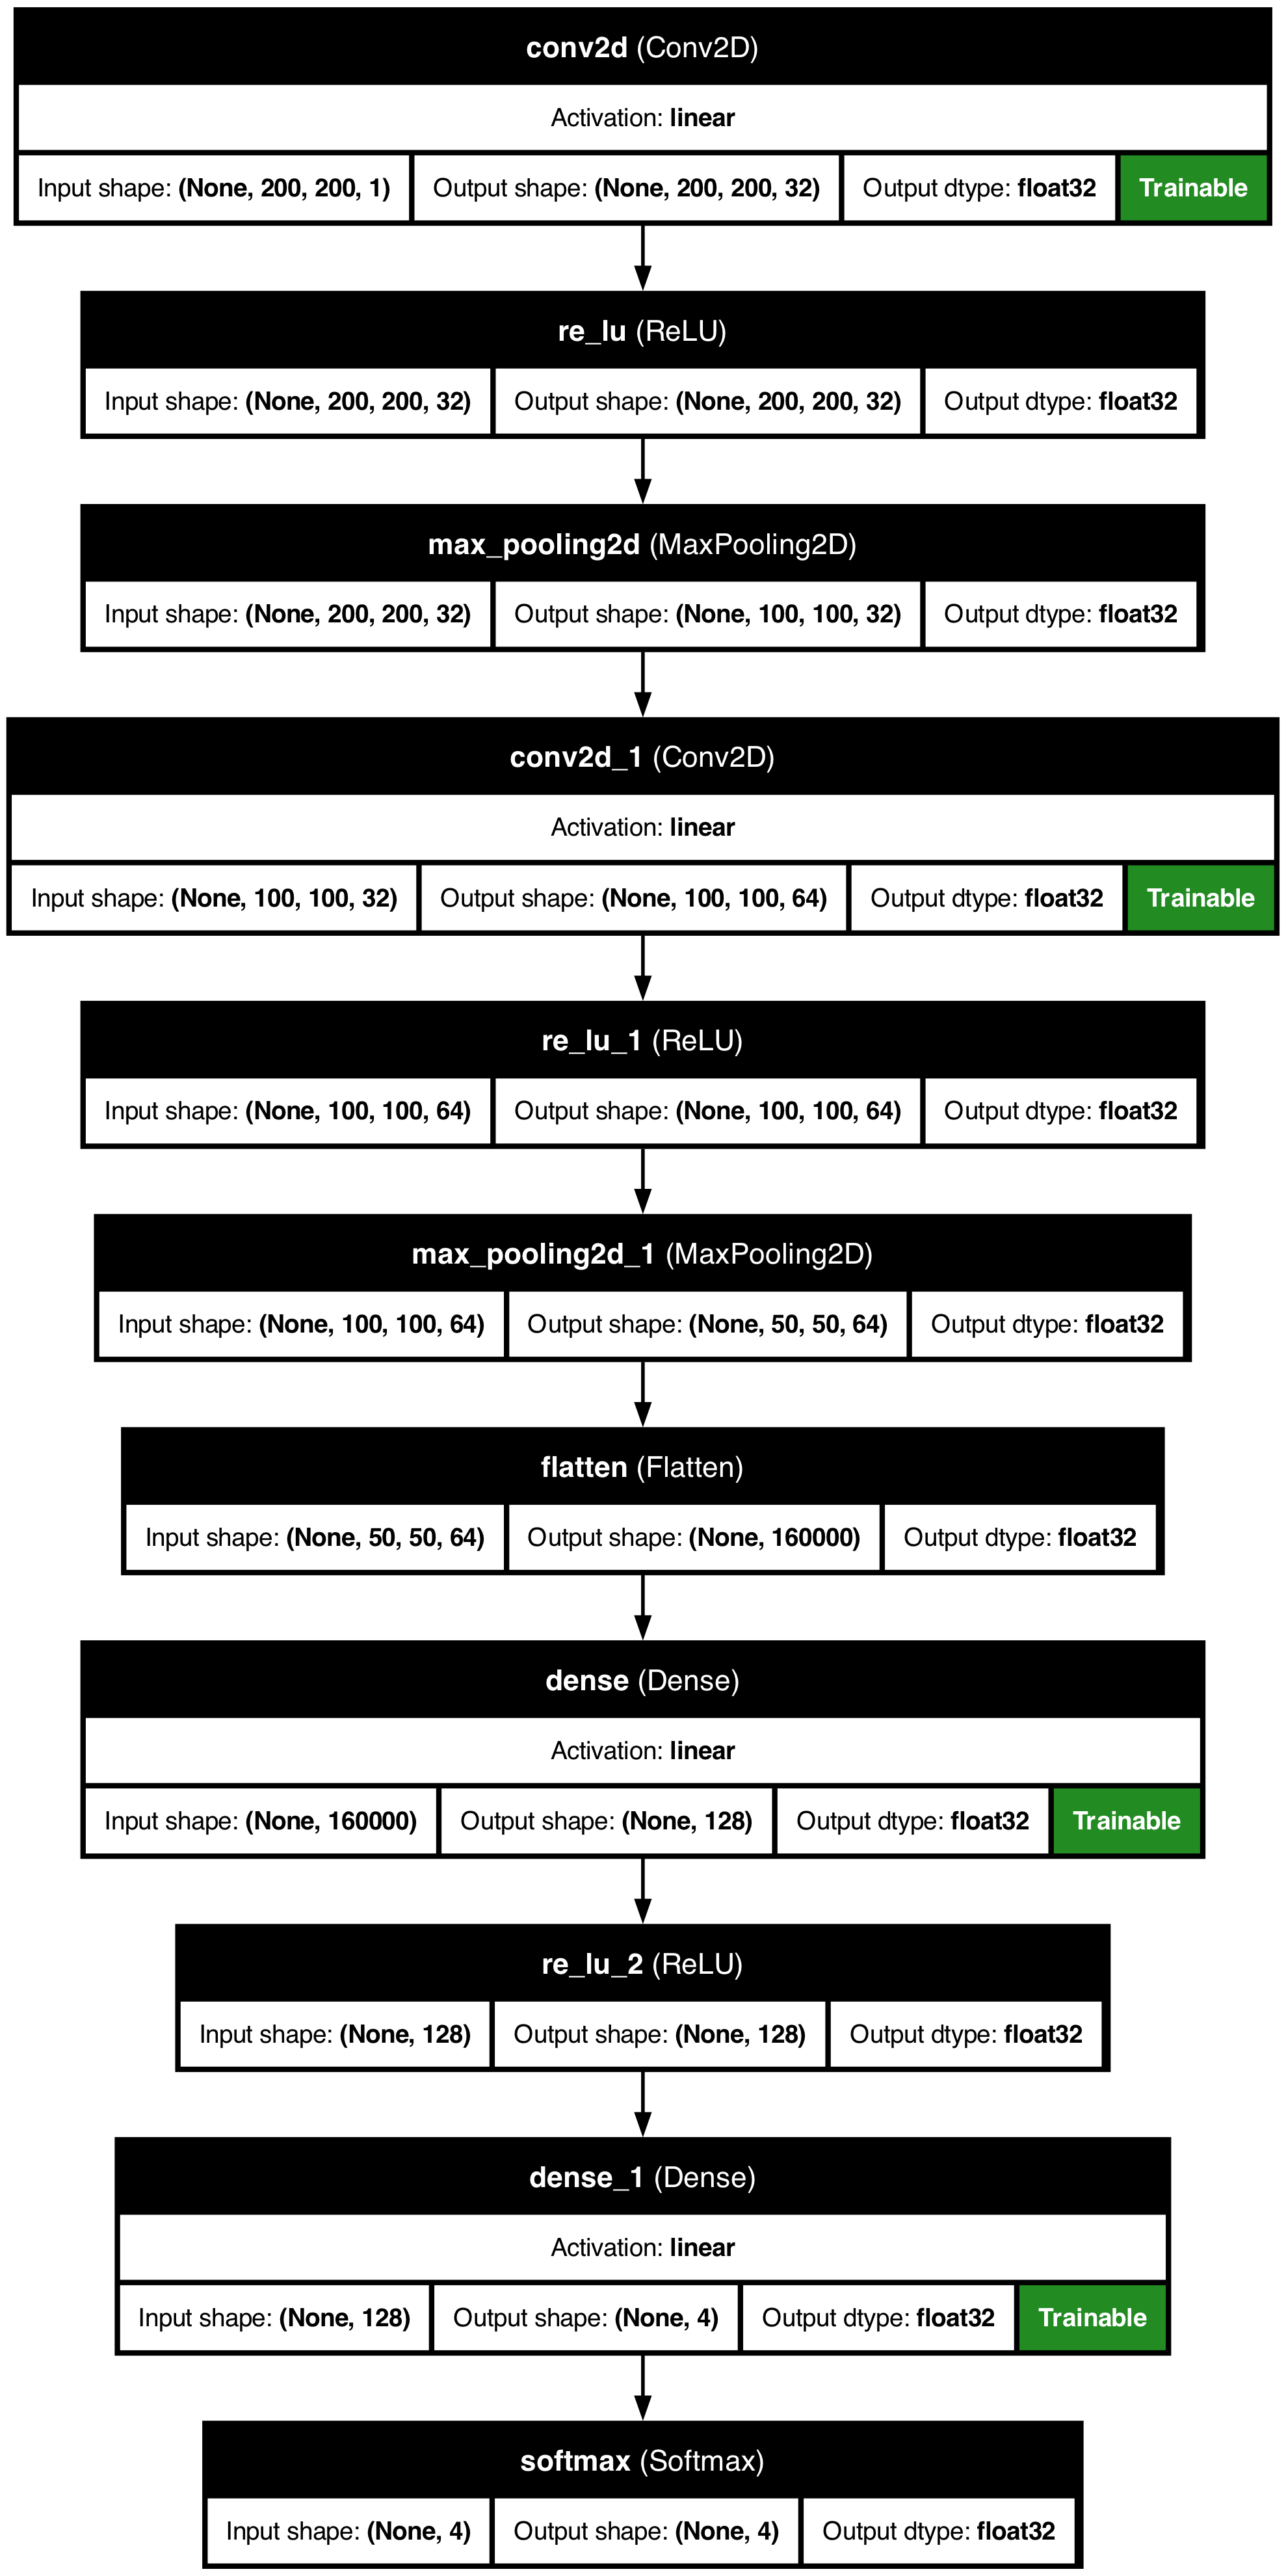 conv2d (Conv2D)
Activation: linear
Input shape: (None, 200, 200, 1) Output shape: (None, 200, 200, 32) Output dtype: float32 Trainable
re_lu (ReLU)
Input shape: (None, 200, 200, 32) Output shape: (None, 200, 200, 32) Output dtype: float32
max_pooling2d (MaxPooling2D)
Input shape: (None, 200, 200, 32) Output shape: (None, 100, 100, 32) Output dtype: float32
conv2d_1 (Conv2D)
Activation: linear
Input shape: (None, 100, 100, 32) Output shape: (None, 100, 100, 64) Output dtype: float32 Trainable
re_lu_1 (ReLU)
Input shape: (None, 100, 100, 64) Output shape: (None, 100, 100, 64) Output dtype: float32
max_pooling2d_1 (MaxPooling2D)
Input shape: (None, 100, 100, 64) Output shape: (None, 50, 50, 64) Output dtype: float32
flatten (Flatten)
Input shape: (None, 50, 50, 64) Output shape: (None, 160000) Output dtype: float32
dense (Dense)
Activation: linear
Input shape: (None, 160000) Output shape: (None, 128) Output dtype: float32 Trainable
re_lu_2 (ReLU)
Input shape: (None, 128) Output shape: (None, 128) Output dtype: float32
dense_1 (Dense)
Activation: linear
Input shape: (None, 128) Output shape: (None, 4) Output dtype: float32 Trainable
softmax (Softmax)
Input shape: (None, 4) Output shape: (None, 4) Output dtype: float32